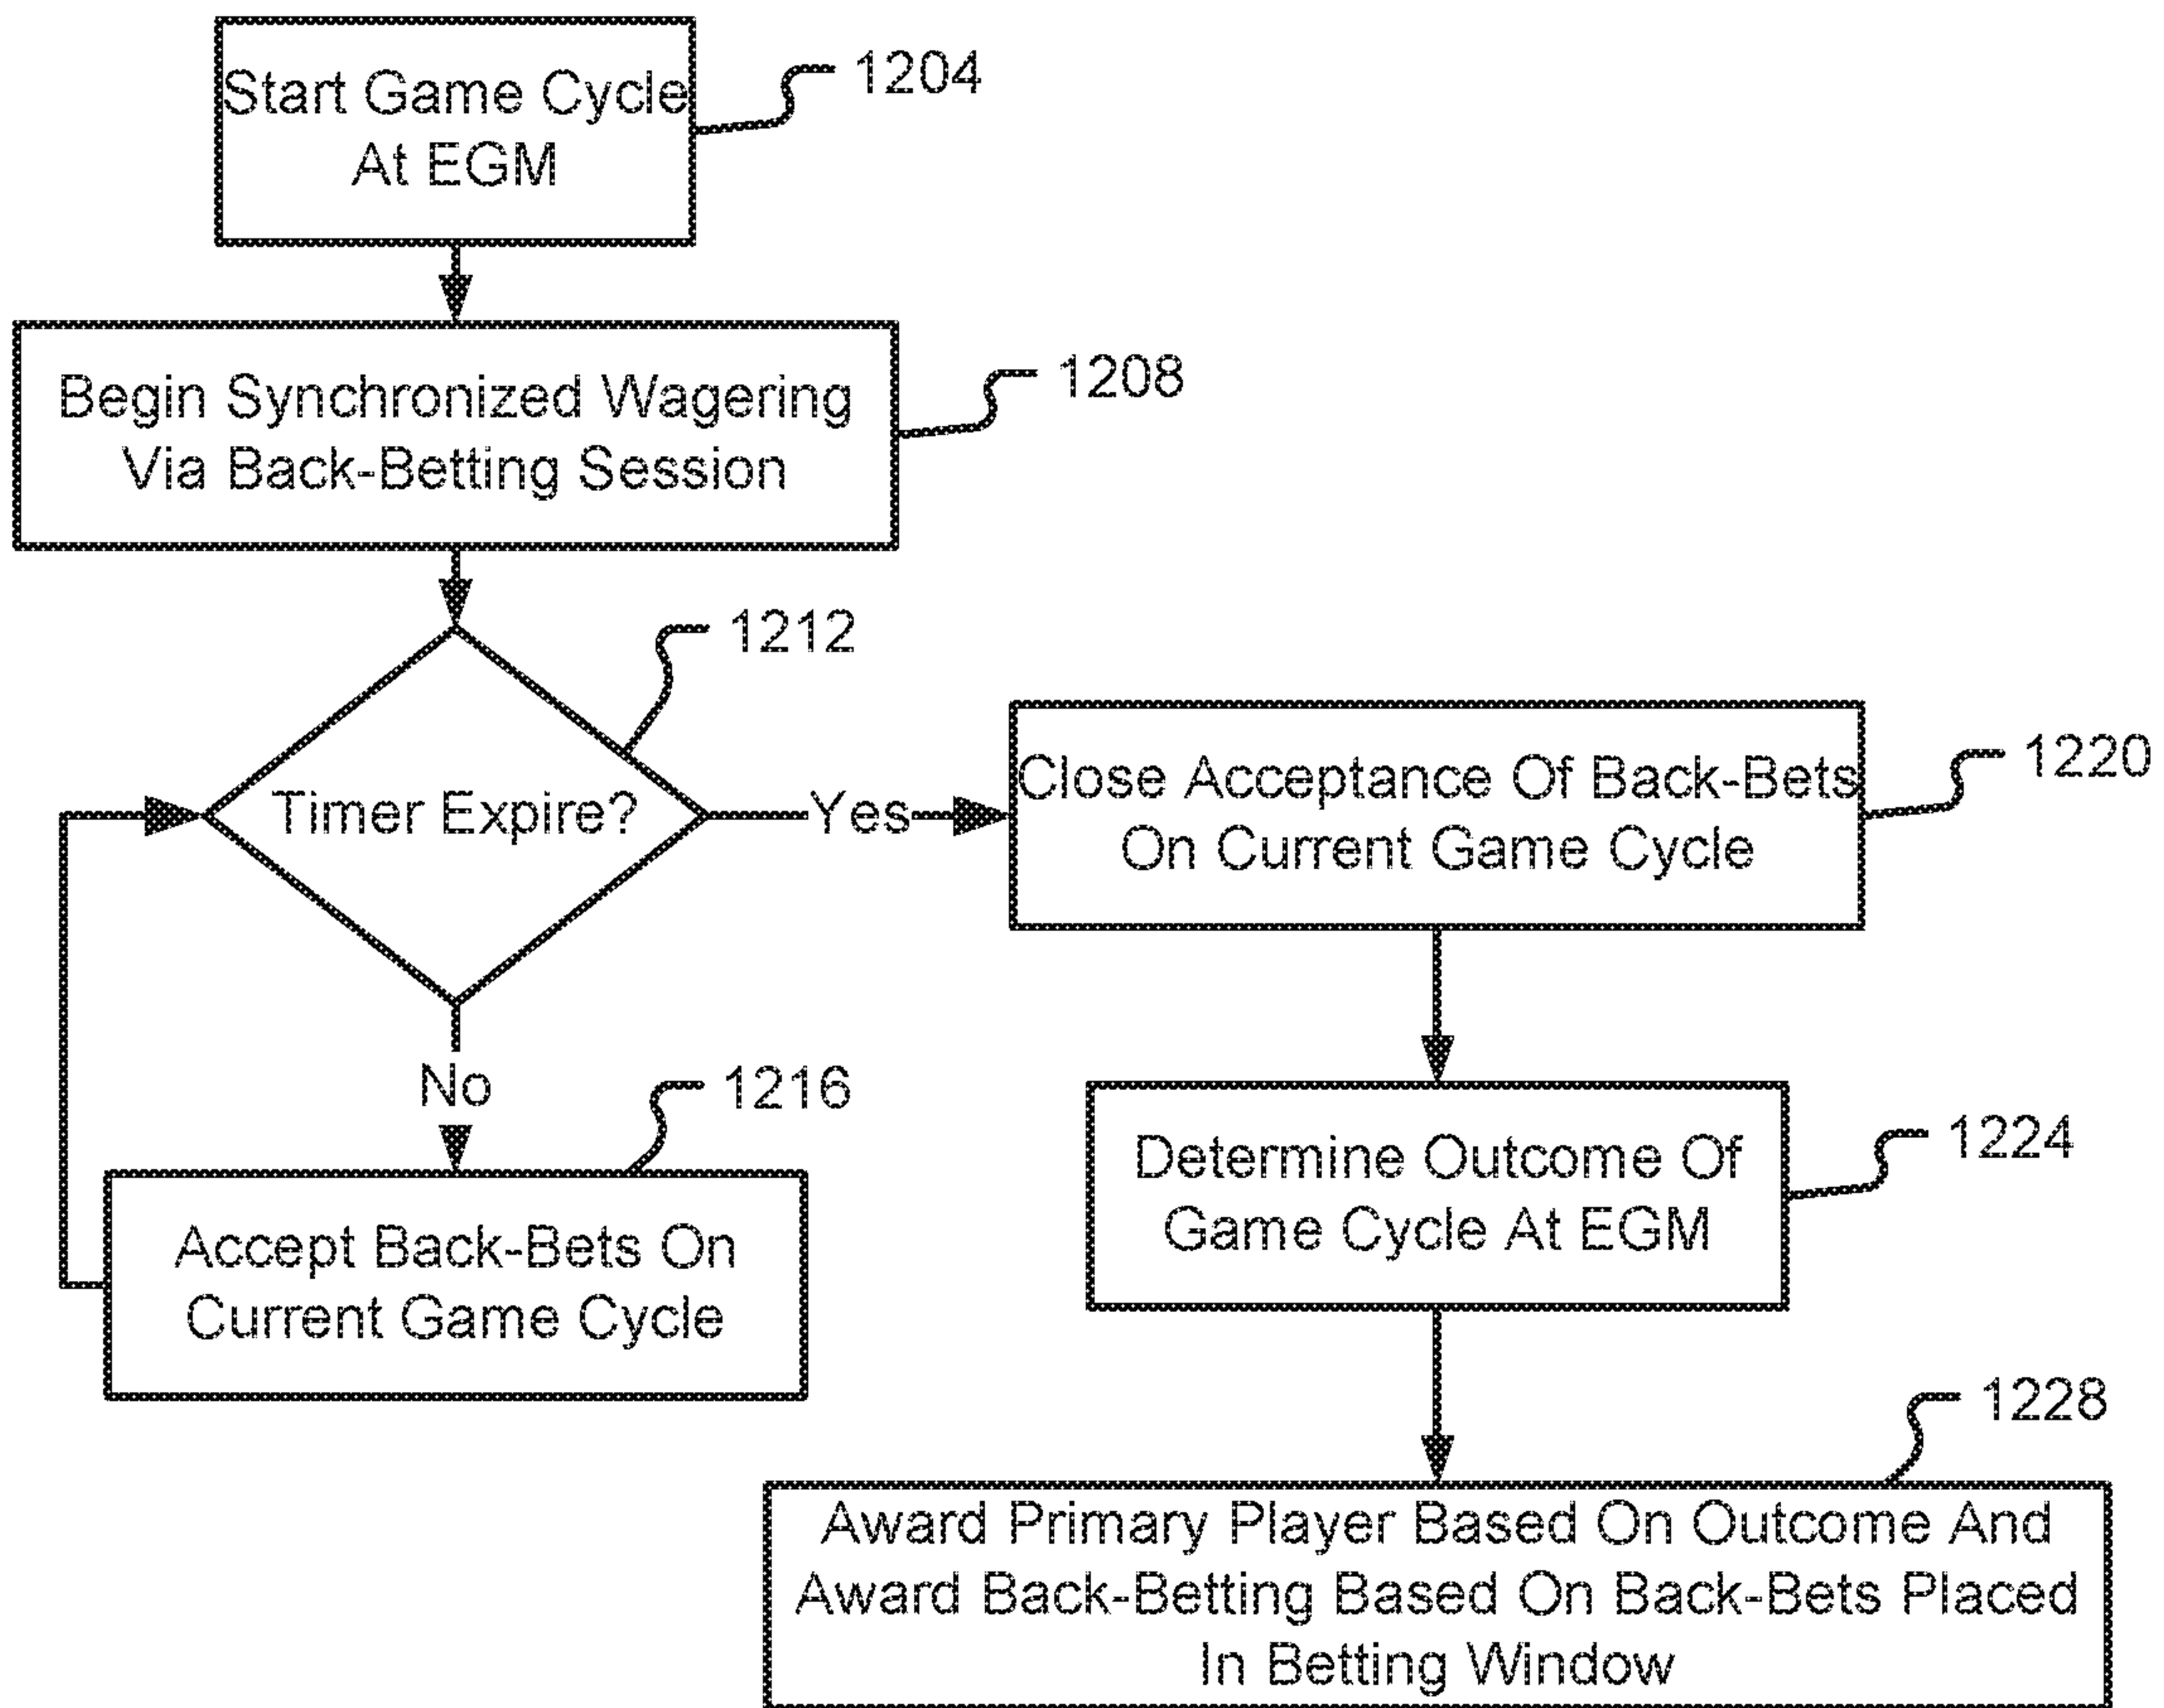 Start Game Cycle
At EGM
1204
Begin Synchronized Wagering
Via Back-Betting Session
1208
1212
Timer Expire?
Yes
Close Acceptance Of Back-Bets
On Current Game Cycle
1220
No
1216
Accept Back-Bets On
Current Game Cycle
Determine Outcome Of
Game Cycle At EGM
1224
1228
Award Primary Player Based On Outcome And
Award Back-Betting Based On Back-Bets Placed
In Betting Window